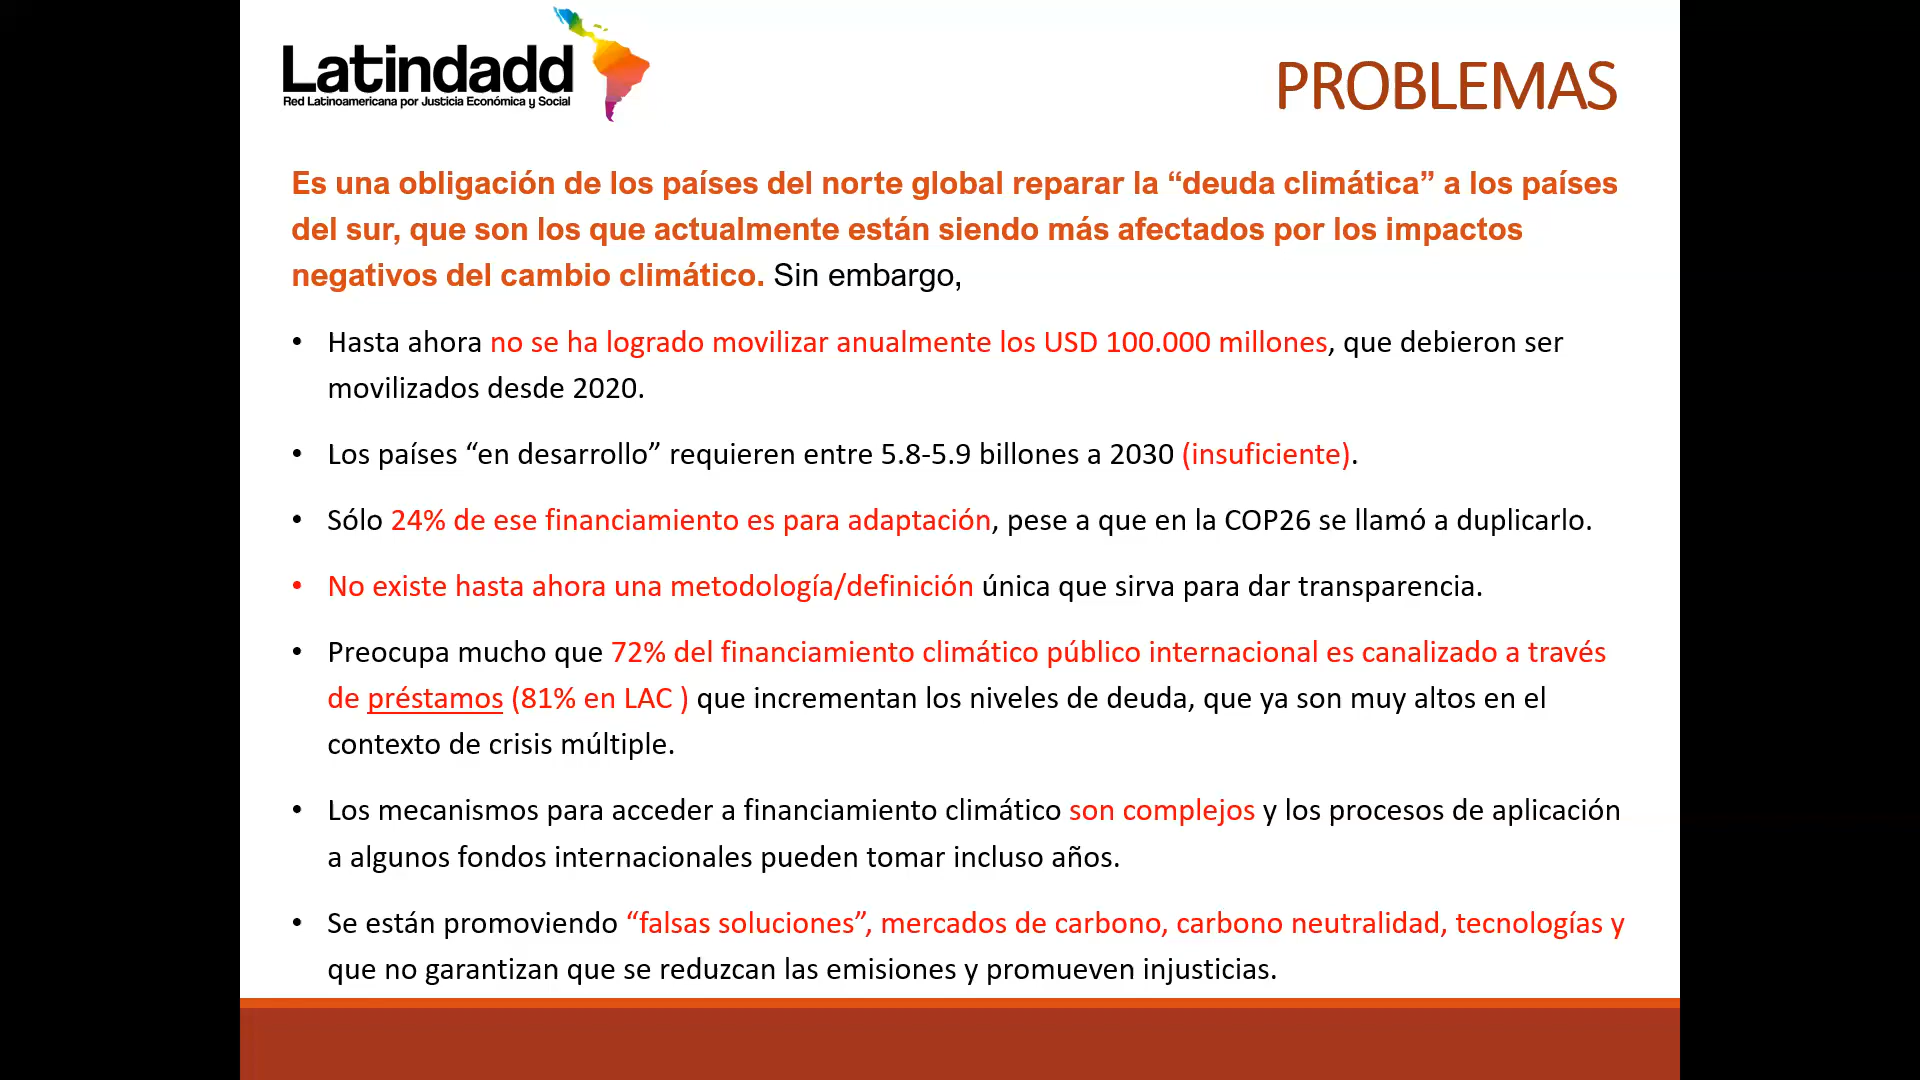 Latindadd
Red Latinoamericana por Justicia Económica y Social
PROBLEMAS
Es una obligación de los países del norte global reparar la “deuda climática” a los países
del sur, que son los que actualmente están siendo más afectados por los impactos
negativos del cambio climático. Sin embargo,
• Hasta ahora no se ha logrado movilizar anualmente los USD 100.000 millones, que debieron ser
movilizados desde 2020.
• Los países “en desarrollo” requieren entre 5.8-5.9 billones a 2030 (insuficiente).
• Sólo 24% de ese financiamiento es para adaptación, pese a que en la COP26 se llamó a duplicarlo.
• No existe hasta ahora una metodología/definición única que sirva para dar transparencia.
• Preocupa mucho que 72% del financiamiento climático público internacional es canalizado a través
de préstamos (81% en LAC ) que incrementan los niveles de deuda, que ya son muy altos en el
contexto de crisis múltiple.
• Los mecanismos para acceder a financiamiento climático son complejos y los procesos de aplicación
a algunos fondos internacionales pueden tomar incluso años.
• Se están promoviendo “falsas soluciones”, mercados de carbono, carbono neutralidad, tecnologías y
que no garantizan que se reduzcan las emisiones y promueven injusticias.